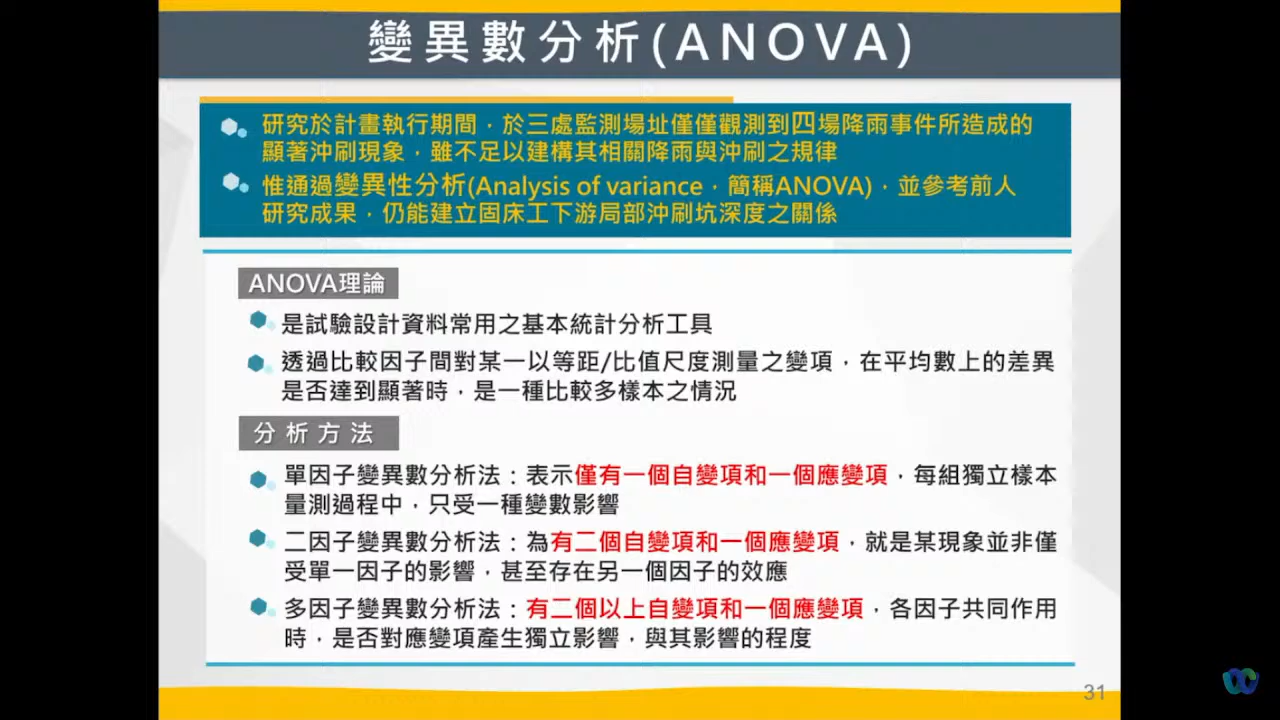 變異數分析(ANOVA)
研究於計畫執行期間，於三處監測場址僅僅觀測到四場降雨事件所造成的
顯著沖刷現象，雖不足以建構其相關降雨與沖刷之規律
惟通過變異性分析(Analysis of variance，簡稱ANOVA)，並參考前人
研究成果，仍能建立固床工下游局部沖刷坑深度之關係
ANOVA理論
是試驗設計資料常用之基本統計分析工具
透過比較因子間對某一以等距/比值尺度測量之變項，在平均數上的差異
是否達到顯著時，是一種比較多樣本之情況
分析方法
單因子變異數分析法：表示僅有一個自變項和一個應變項，每組獨立樣本
量測過程中，只受一種變數影響
二因子變異數分析法：為有二個自變項和一個應變項，就是某現象並非僅
受單一因子的影響，甚至存在另一個因子的效應
多因子變異數分析法：有二個以上自變項和一個應變項，各因子共同作用
時，是否對應變項產生獨立影響，與其影響的程度
31